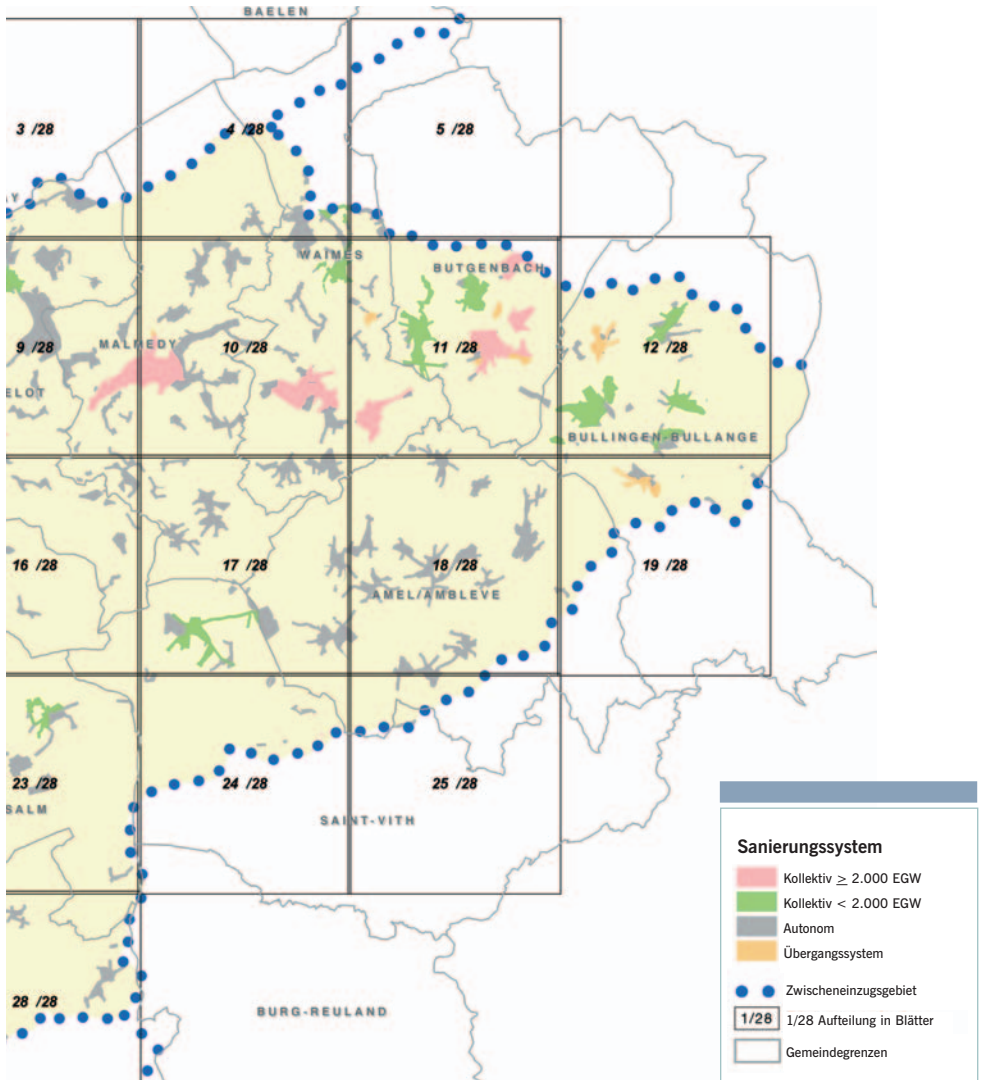 BAELEN
3 /28
4 /28
5 /28
AY
WAIMES
BUTGENBACH
9 /28
MALMEDY
10 /28
11 /28
12 /28
ELOT
BULLINGEN-BULLANGE
16 /28
17 /28
18 /28
19 /28
AMEL/AMBLEVE
23 /28
24 /28
25 /28
SALM
SAINT-VITH
28 /28
BURG-REULAND
Sanierungssystem
Kollektiv ≥ 2.000 EGW
Kollektiv < 2.000 EGW
Autonom
Übergangssystem
Zwischeneinzugsgebiet
1/28 1/28 Aufteilung in Blätter
Gemeindegrenzen